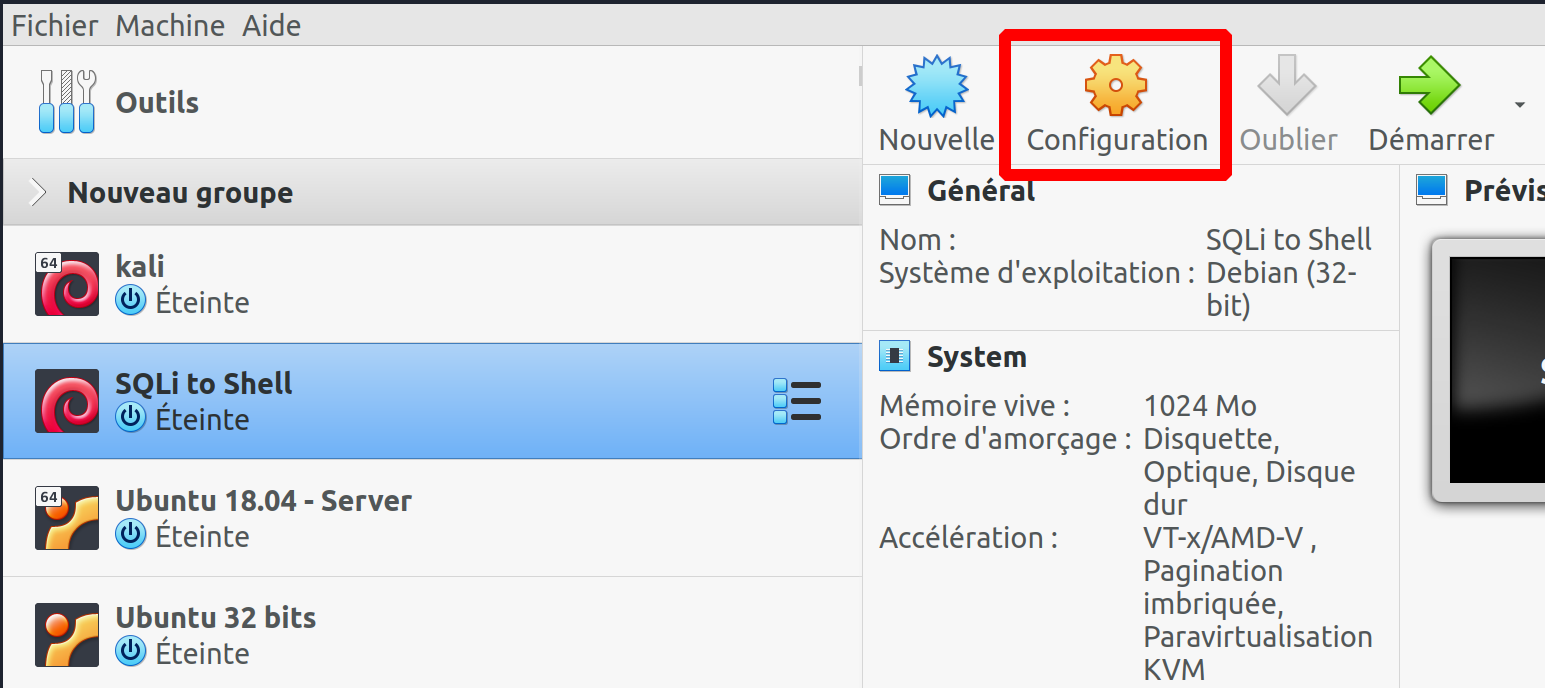 Fichier Machine Aide
Outils
Nouveau groupe
64
kali
Éteinte
SQLi to Shell
Éteinte
64
Ubuntu 18.04 - Server
Éteinte
Ubuntu 32 bits
Éteinte
Nouvelle Configuration Oublier Démarrer
Général
Nom : SQLi to Shell
Système d'exploitation : Debian (32-
bit)
System
Mémoire vive : 1024 Mo
Ordre d'amorçage : Disquette,
Optique, Disque
dur
Accélération : VT-x/AMD-V ,
Pagination
imbriquée,
Paravirtualisation
KVM